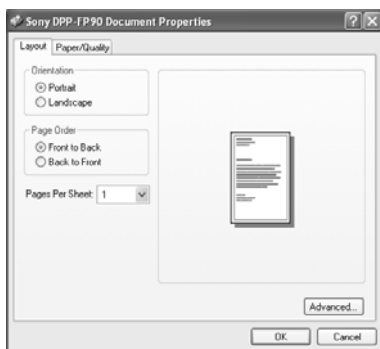 Sony DPP-FP90 Document Properties
Layout
Paper/Quality
Orientation
Portrait
Landscape
Page Order
Front to Back
Back to Front
Pages Per Sheet: 1
Advanced...
OK
Cancel